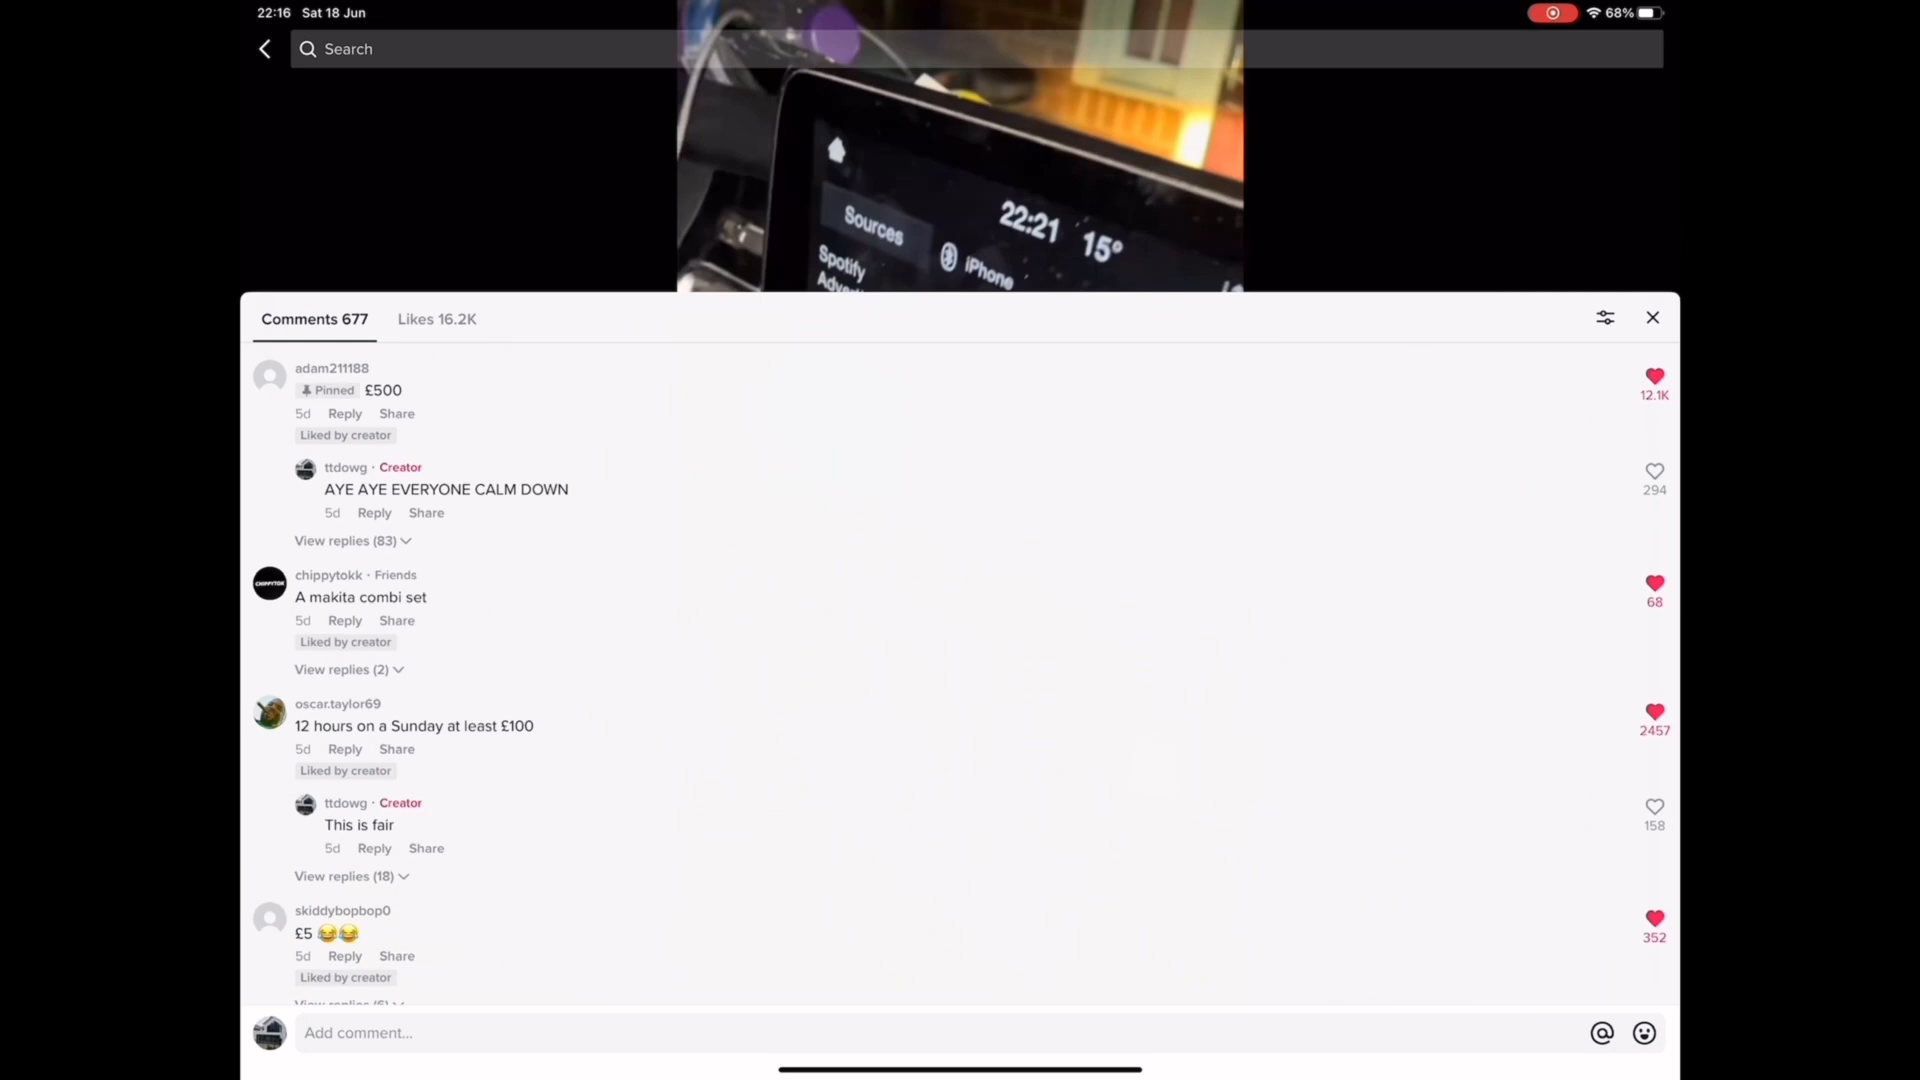 22:16 Sat 18 Jun
68%
Search
22:21 15°
Sources
iPhone
Spotify
Comments 677 Likes 16.2K
adam211188
Pinned £500
5d Reply Share
Liked by creator
12.1K
ttdowg · Creator
AYE AYE EVERYONE CALM DOWN
5d Reply Share
294
View replies (83)
chippytokk · Friends
CHIPPYTOK
A makita combi set
5d Reply Share
68
Liked by creator
View replies (2)
oscar.taylor69
12 hours on a Sunday at least £100
5d Reply Share
2457
Liked by creator
ttdowg · Creator
This is fair
5d Reply Share
158
View replies (18)
skiddybopbop0
£5 😂😂
5d Reply Share
352
Liked by creator
View replies (6)
Add comment...